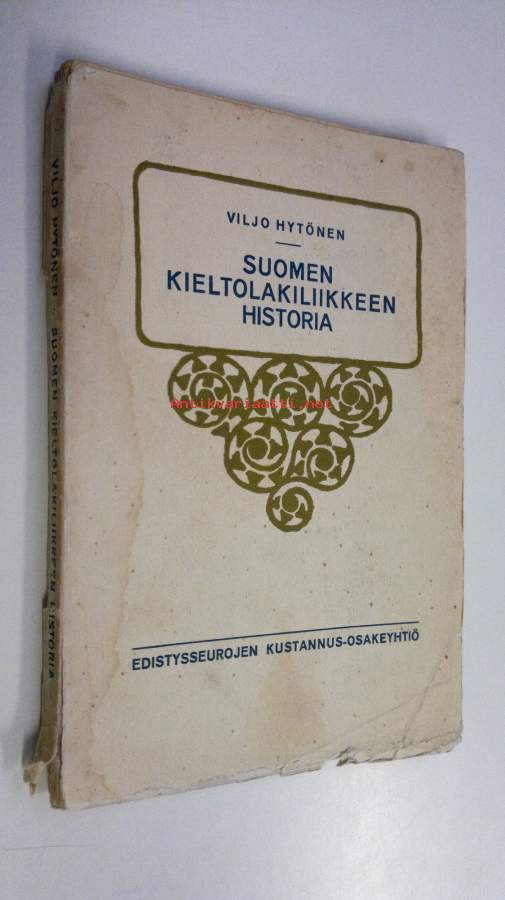 VILJO HYTÖNEN
SUOMEN
KIELTOLAKILIIKKEEN
HISTORIA
Antikvariaatti.net
EDISTYSSEUROJEN KUSTANNUS-OSAKEYHTIÖ
VILJO HYTÖNEN SUOMEN KIELTOLAKILIIKKEEN HISTORIA